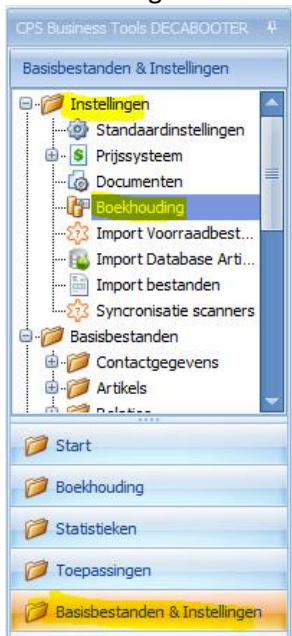 CPS Business Tools DECABOOTER
Basisbestanden & Instellingen
Instellingen
Standaardinstellingen
Prijssysteem
Documenten
Boekhouding
Import Voorraadbest...
Import Database Arti...
Import bestanden
Syncronisatie scanners
Basisbestanden
Contactgegevens
Artikels
Start
Boekhouding
Statistieken
Toepassingen
Basisbestanden & Instellingen